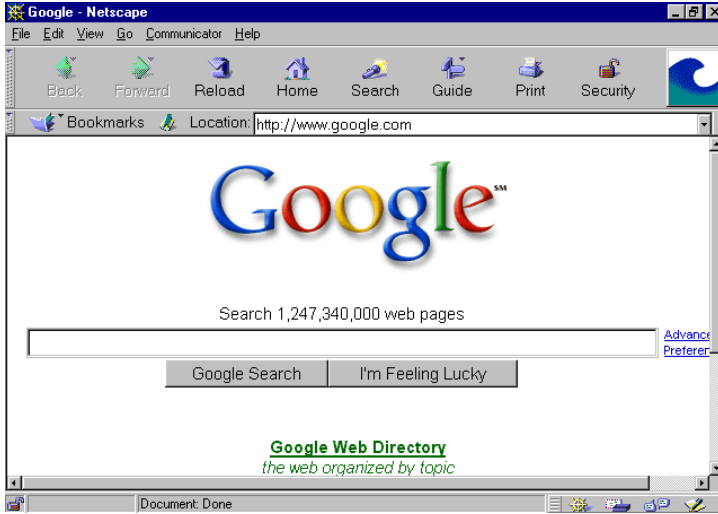 Google - Netscape
File Edit View Go Communicator Help
Back Forward Reload Home Search Guide Print Security
Bookmarks Location: http://www.google.com
Google SM
Search 1,247,340,000 web pages
Advance
Preferen
Google Search I'm Feeling Lucky
Google Web Directory
the web organized by topic
Document: Done